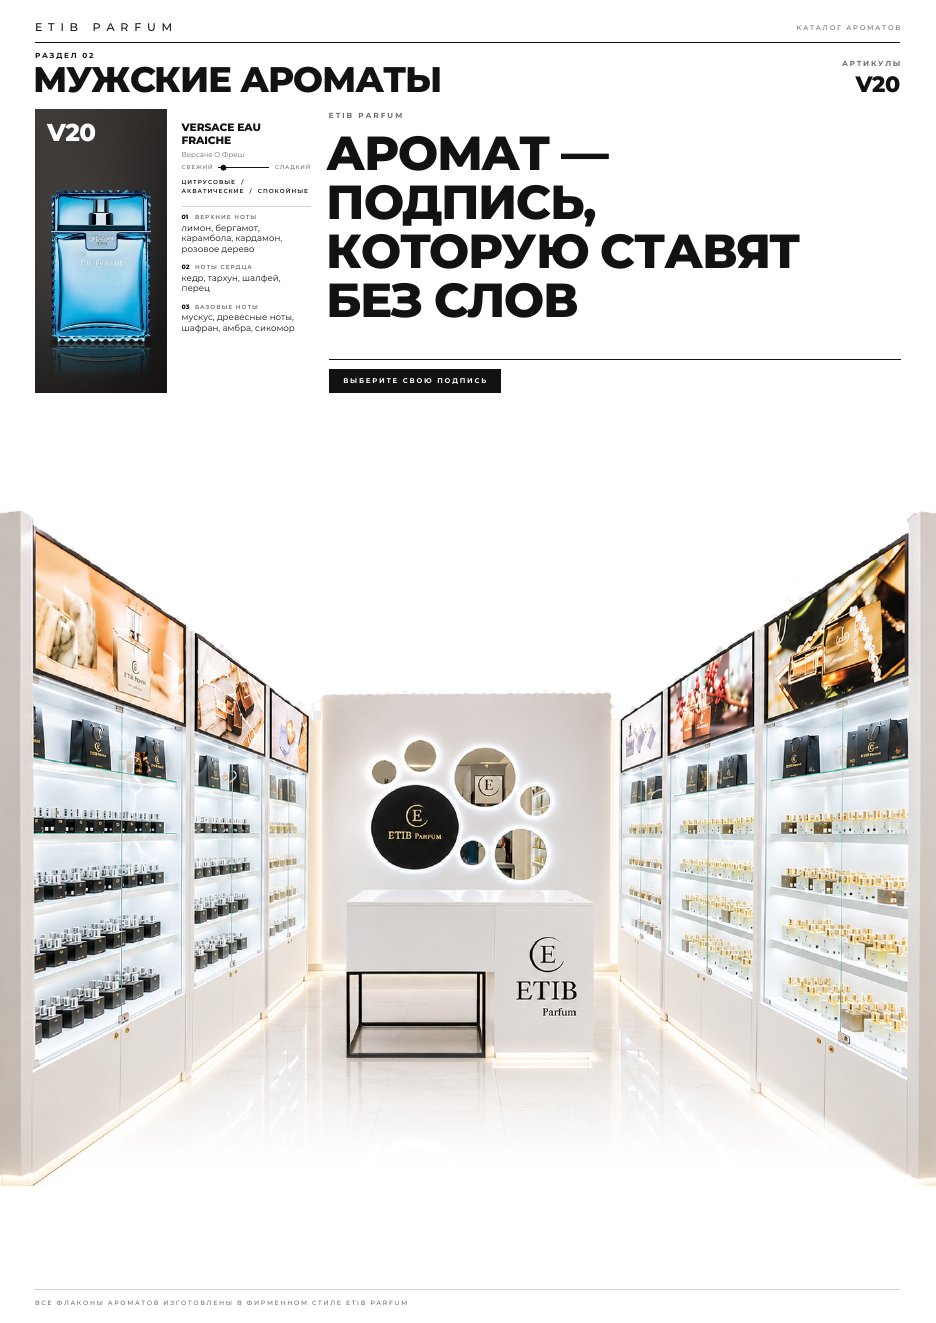 ETIB PARFUM
КАТАЛОГ АРОМАТОВ
РАЗДЕЛ 02
МУЖСКИЕ АРОМАТЫ
АРТИКУЛЫ
V20
V20
VERSACE EAU
FRAICHE
Версаче О Фреш
СВЕЖИЙ СЛАДКИЙ
ЦИТРУСОВЫЕ /
АКВАТИЧЕСКИЕ / СПОКОЙНЫЕ
01 ВЕРХНИЕ НОТЫ
лимон, бергамот,
карамбола, кардамон,
розовое дерево
02 НОТЫ СЕРДЦА
кедр, тархун, шалфей,
перец
03 БАЗОВЫЕ НОТЫ
мускус, древесные ноты,
шафран, амбра, сикомор
ETIB PARFUM
АРОМАТ —
ПОДПИСЬ,
КОТОРУЮ СТАВЯТ
БЕЗ СЛОВ
ВЫБЕРИТЕ СВОЮ ПОДПИСЬ
E
ETIB PARFUM
E
E
ETIB
Parfum
ВСЕ ФЛАКОНЫ АРОМАТОВ ИЗГОТОВЛЕНЫ В ФИРМЕННОМ СТИЛЕ ETIB PARFUM